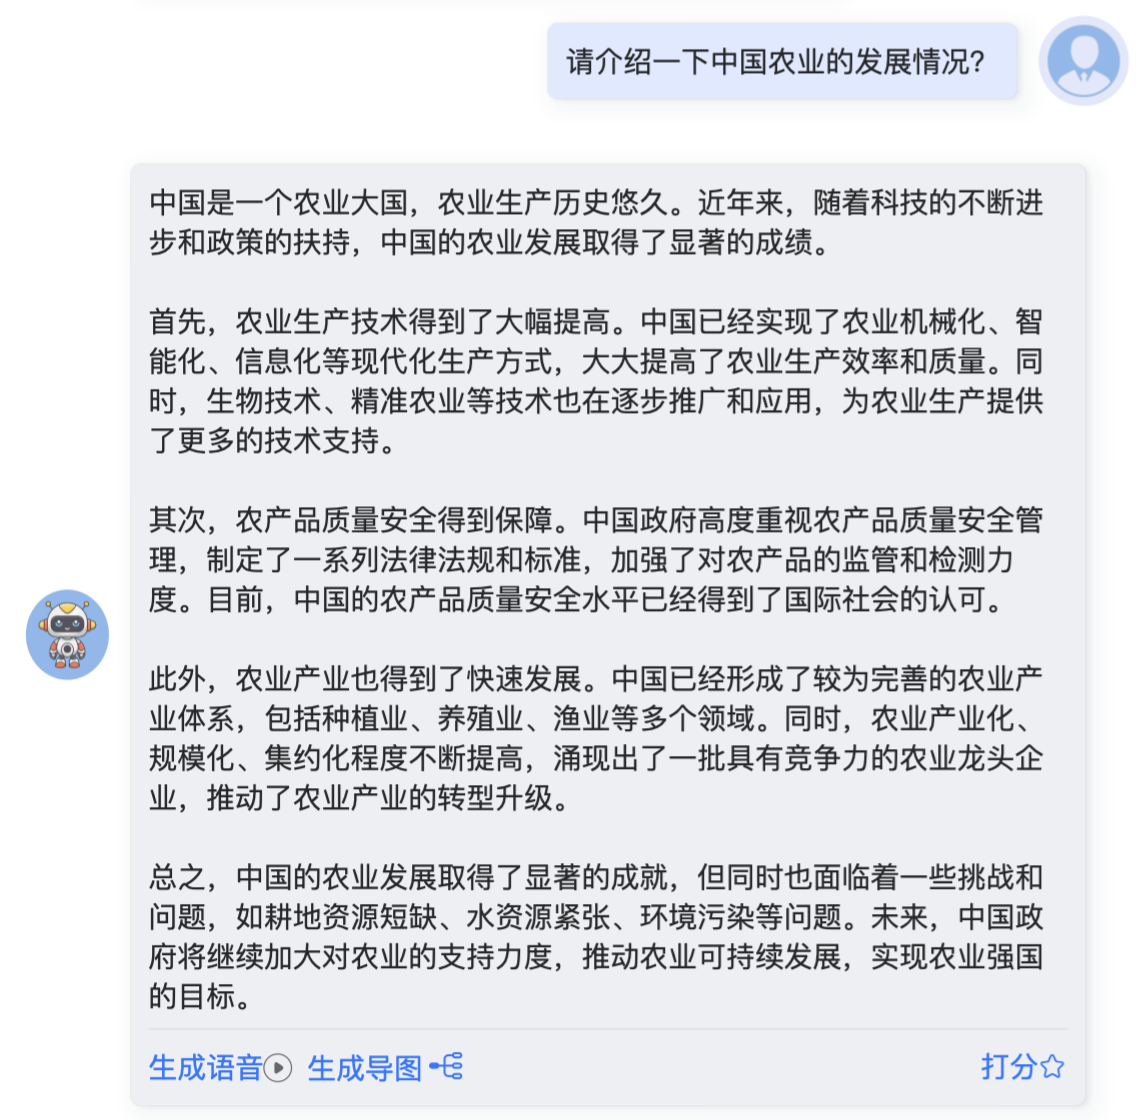 请介绍一下中国农业的发展情况?
中国是一个农业大国，农业生产历史悠久。近年来，随着科技的不断进
步和政策的扶持，中国的农业发展取得了显著的成绩。
首先，农业生产技术得到了大幅提高。中国已经实现了农业机械化、智
能化、信息化等现代化生产方式，大大提高了农业生产效率和质量。同
时，生物技术、精准农业等技术也在逐步推广和应用，为农业生产提供
了更多的技术支持。
其次，农产品质量安全得到保障。中国政府高度重视农产品质量安全管
理，制定了一系列法律法规和标准，加强了对农产品的监管和检测力
度。目前，中国的农产品质量安全水平已经得到了国际社会的认可。
此外，农业产业也得到了快速发展。中国已经形成了较为完善的农业产
业体系，包括种植业、养殖业、渔业等多个领域。同时，农业产业化、
规模化、集约化程度不断提高，涌现出了一批具有竞争力的农业龙头企
业，推动了农业产业的转型升级。
总之，中国的农业发展取得了显著的成就，但同时也面临着一些挑战和
问题，如耕地资源短缺、水资源紧张、环境污染等问题。未来，中国政
府将继续加大对农业的支持力度，推动农业可持续发展，实现农业强国
的目标。
生成语音 生成导图 打分